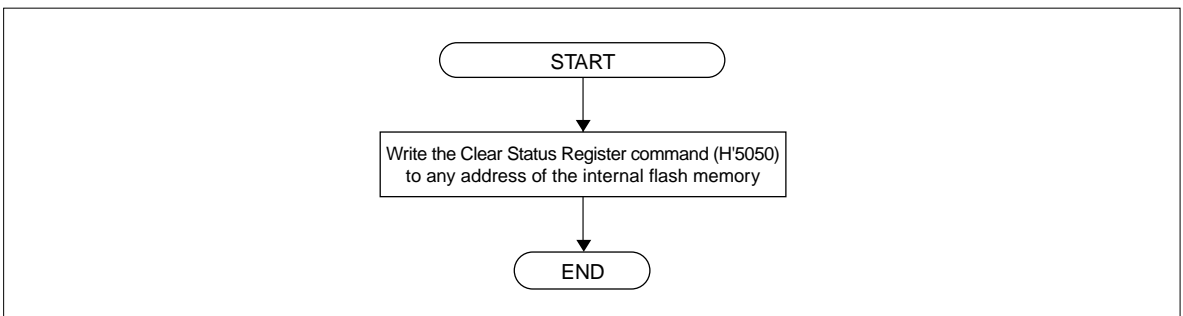 START
Write the Clear Status Register command (H'5050)
to any address of the internal flash memory
END